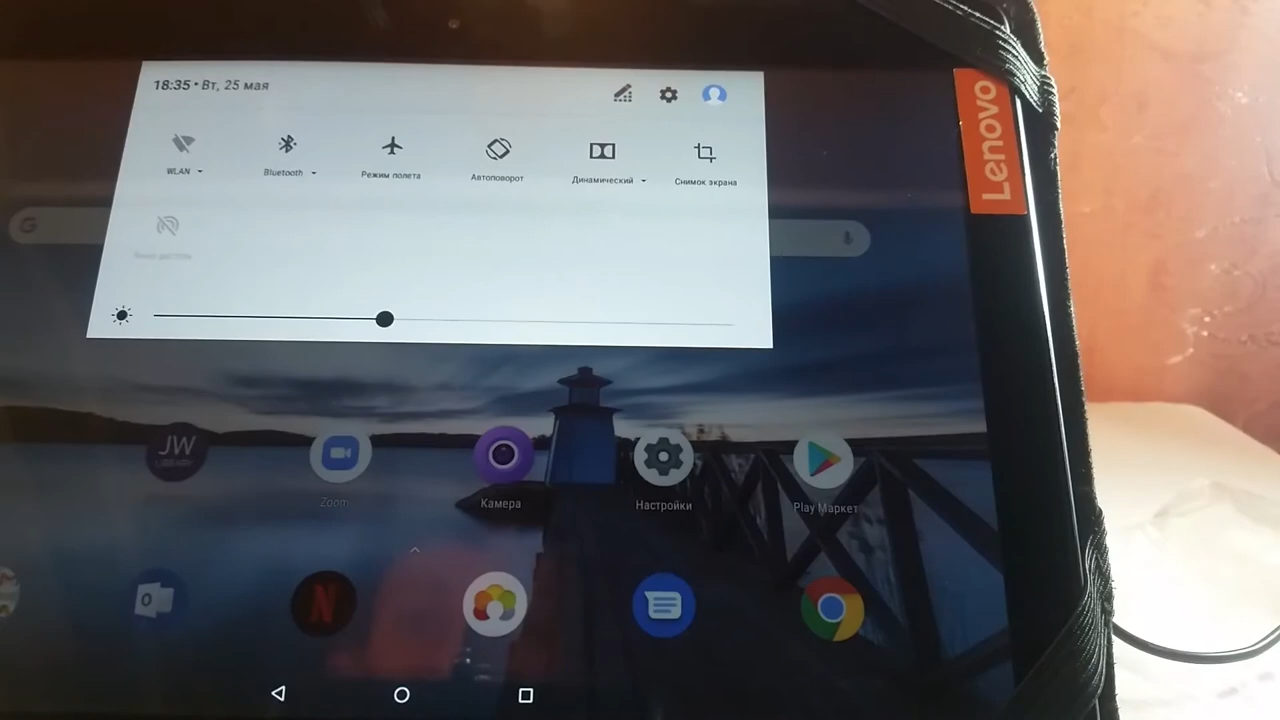 18:35 • Вт, 25 мая
WLAN
Bluetooth
Режим полета
Автоповорот
Динамический
Снимок экрана
Lenovo
G
JW
LIBRARY
Zoom
Камера
Настройки
Play Маркет
O
N